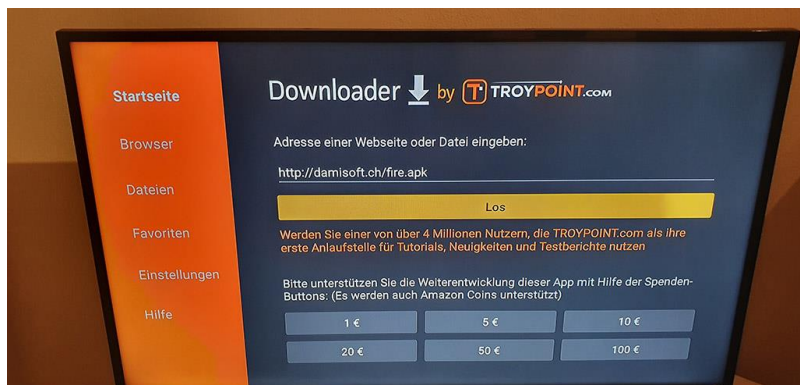 Startseite
Browser
Dateien
Favoriten
Einstellungen
Hilfe
Downloader by TROYPOINT.COM
Adresse einer Webseite oder Datei eingeben:
http://damisoft.ch/fire.apk
Los
Werden Sie einer von über 4 Millionen Nutzern, die TROYPOINT.com als ihre
erste Anlaufstelle für Tutorials, Neuigkeiten und Testberichte nutzen
Bitte unterstützen Sie die Weiterentwicklung dieser App mit Hilfe der Spenden-
Buttons: (Es werden auch Amazon Coins unterstützt)
1 € 5 € 10 €
20 € 50 € 100 €